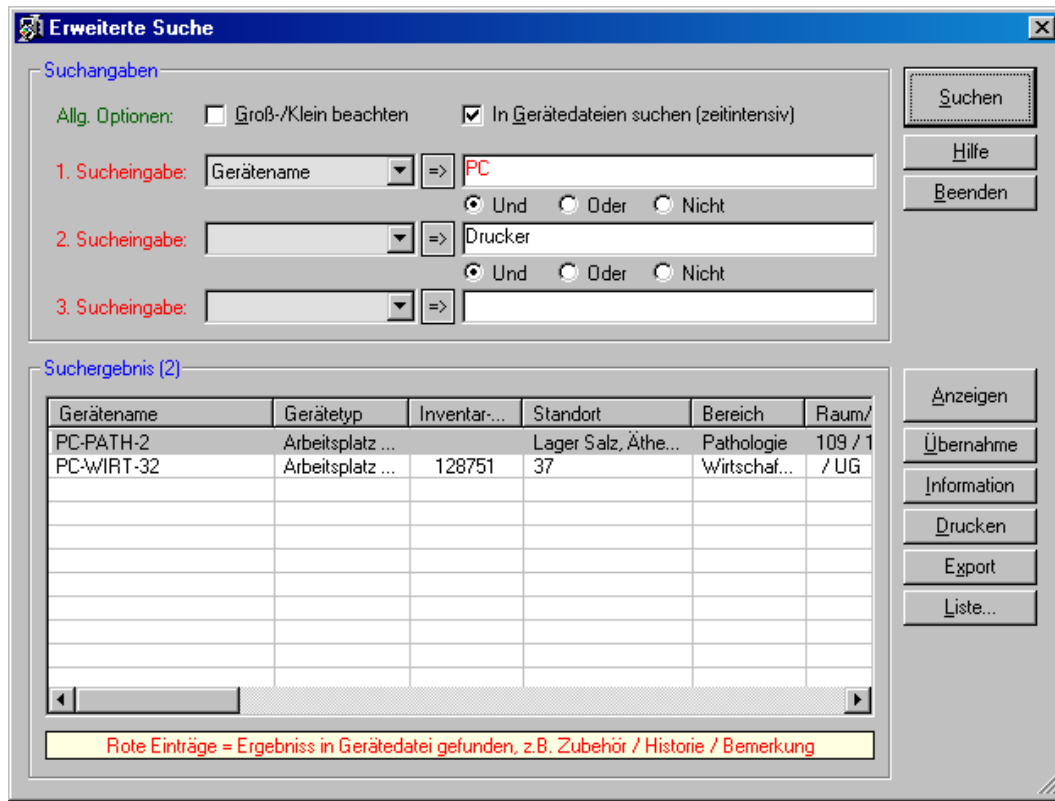 Erweiterte Suche
Suchangaben
Allg. Optionen: Groß-/Klein beachten In Gerätedateien suchen (zeitintensiv)
Suchen
Hilfe
Beenden
1. Sucheingabe: Gerätename => PC
Und Oder Nicht
2. Sucheingabe: => Drucker
Und Oder Nicht
3. Sucheingabe: =>
Suchergebnis (2)
Gerätename Gerätetyp Inventar-... Standort Bereich Raum/
PC-PATH-2 Arbeitsplatz ... Lager Salz, Äthe... Pathologie 109 / 1
PC-WIRT-32 Arbeitsplatz ... 128751 37 Wirtschaf... / UG
Anzeigen
Übernahme
Information
Drucken
Export
Liste...
Rote Einträge = Ergebniss in Gerätedatei gefunden, z.B. Zubehör / Historie / Bemerkung